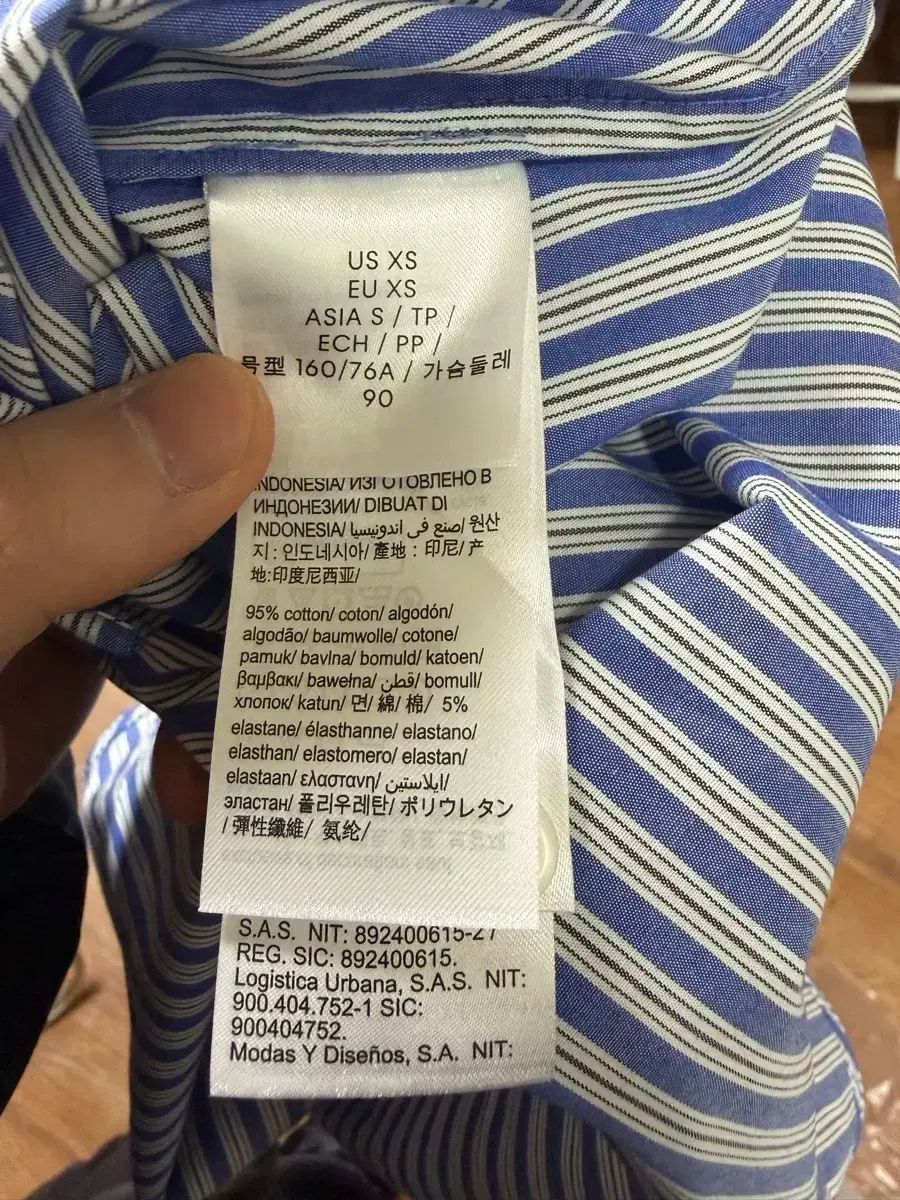 US XS
EU XS
ASIA S / TP /
ECH / PP /
号型 160/76A / 가슴둘레
90
INDONESIA/ ИЗГОТОВЛЕНО В
ИНДОНЕЗИИ/ DIBUAT DI
INDONESIA/ صنع في اندونيسيا/ 원산
지 : 인도네시아/ 產地 : 印尼/ 产
地:印度尼西亚/
95% cotton/ coton/ algodón/
algodão/ baumwolle/ cotone/
pamuk/ bavlna/ bomuld/ katoen/
βαμβακι/ bawełna/ قطن/ bomull/
хлопок/ katun/ 면/ 綿/ 棉/ 5%
elastane/ élasthanne/ elastano/
elasthan/ elastomero/ elastan/
elastaan/ ελαστανη/ ايلاستين/
эластан/ 폴리우레탄/ ポリウレタン
/ 彈性纖維/ 氨纶/
S.A.S. NIT: 892400615-27
REG. SIC: 892400615.
Logistica Urbana, S.A.S. NIT:
900.404.752-1 SIC:
900404752.
Modas Y Diseños, S.A. NIT: